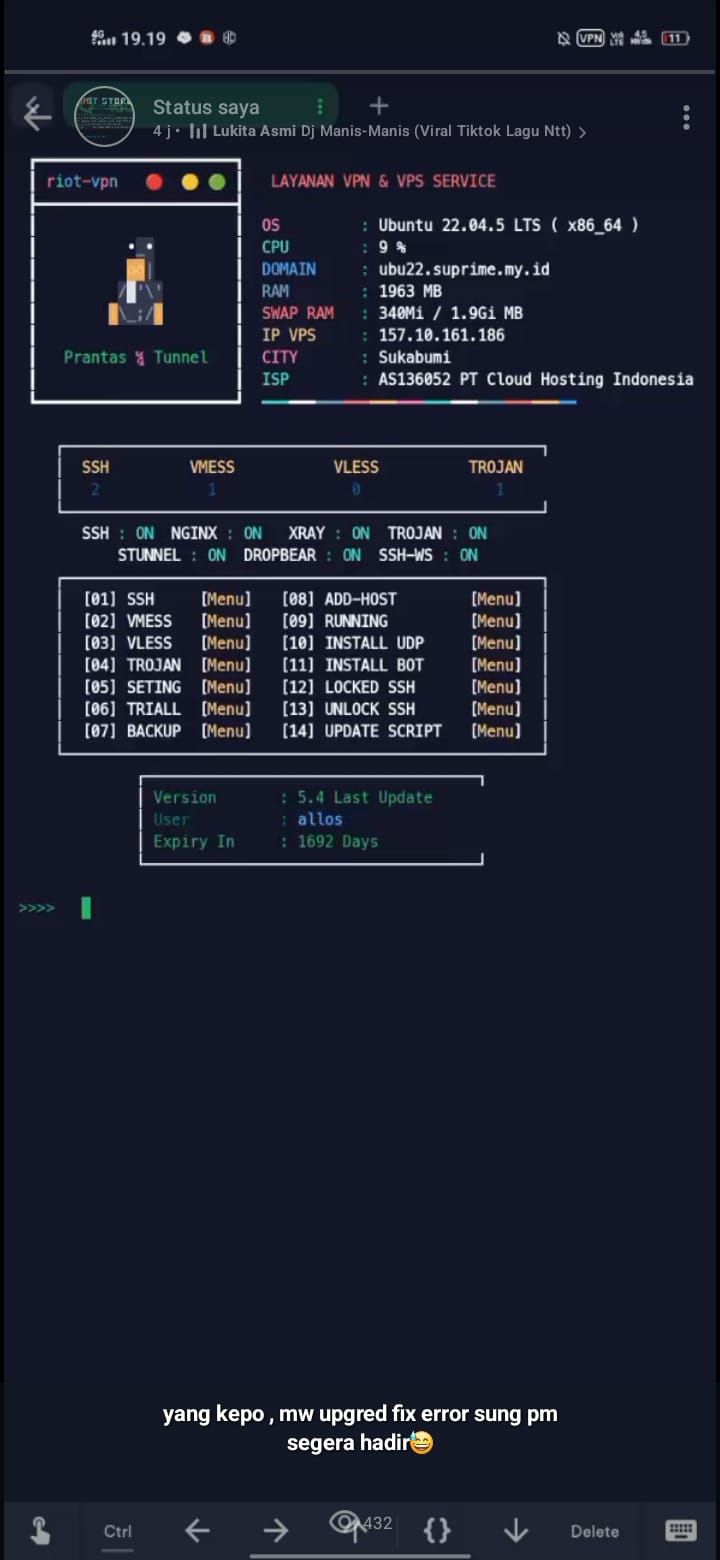 4G 19.19 VPN Vo) LTE 4,5 11
Status saya
4 j • Lukita Asmi Dj Manis-Manis (Viral Tiktok Lagu Ntt)
riot-vpn
LAYANAN VPN & VPS SERVICE
OS : Ubuntu 22.04.5 LTS ( x86_64 )
CPU : 9 %
DOMAIN : ubu22.suprime.my.id
RAM : 1963 MB
SWAP RAM : 340Mi / 1.9Gi MB
IP VPS : 157.10.161.186
CITY : Sukabumi
ISP : AS136052 PT Cloud Hosting Indonesia
Prantas Tunnel
SSH VMESS VLESS TROJAN
2 1 0 1
SSH : ON NGINX : ON XRAY : ON TROJAN : ON
STUNNEL : ON DROPBEAR : ON SSH-WS : ON
[01] SSH [Menu] [08] ADD-HOST [Menu]
[02] VMESS [Menu] [09] RUNNING [Menu]
[03] VLESS [Menu] [10] INSTALL UDP [Menu]
[04] TROJAN [Menu] [11] INSTALL BOT [Menu]
[05] SETING [Menu] [12] LOCKED SSH [Menu]
[06] TRIALL [Menu] [13] UNLOCK SSH [Menu]
[07] BACKUP [Menu] [14] UPDATE SCRIPT [Menu]
Version : 5.4 Last Update
User : allos
Expiry In : 1692 Days
>>>>
yang kepo , mw upgred fix error sung pm
segera hadir😅
Ctrl 432 {} Delete